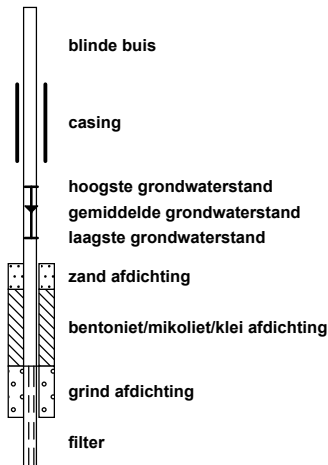 blinde buis
casing
hoogste grondwaterstand
gemiddelde grondwaterstand
laagste grondwaterstand
zand afdichting
bentoniet/mikoliet/klei afdichting
grind afdichting
filter